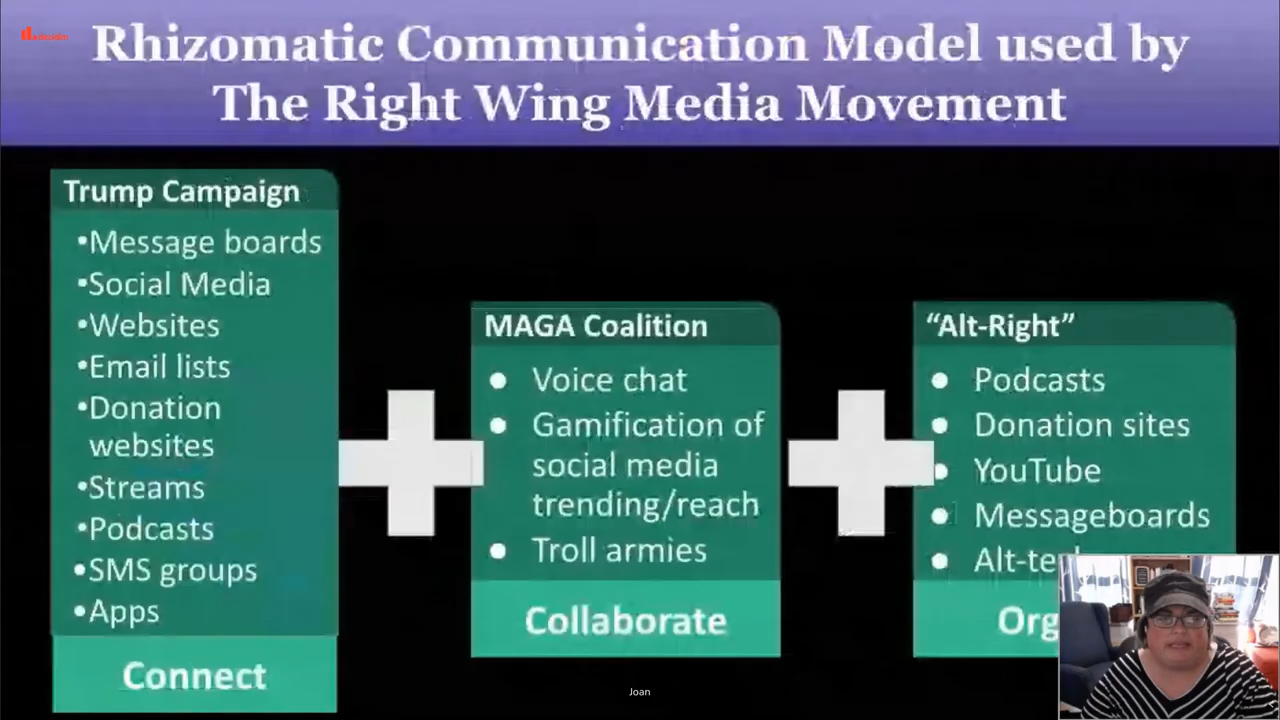 Rhizomatic Communication Model used by
The Right Wing Media Movement
Trump Campaign
•Message boards
•Social Media
•Websites
•Email lists
•Donation
websites
•Streams
•Podcasts
•SMS groups
•Apps
Connect
MAGA Coalition
● Voice chat
● Gamification of
social media
trending/reach
● Troll armies
Collaborate
“Alt-Right”
● Podcasts
● Donation sites
● YouTube
● Messageboards
Joan